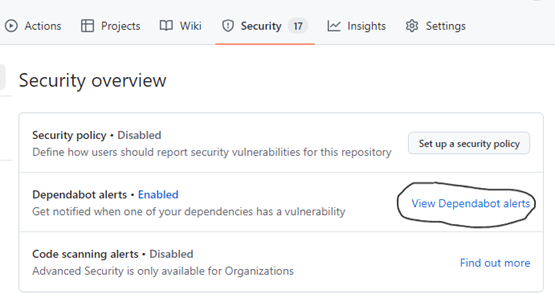 Actions Projects Wiki Security 17 Insights Settings
Security overview
Security policy • Disabled
Define how users should report security vulnerabilities for this repository
Set up a security policy
Dependabot alerts • Enabled
Get notified when one of your dependencies has a vulnerability
View Dependabot alerts
Code scanning alerts • Disabled
Advanced Security is only available for Organizations
Find out more